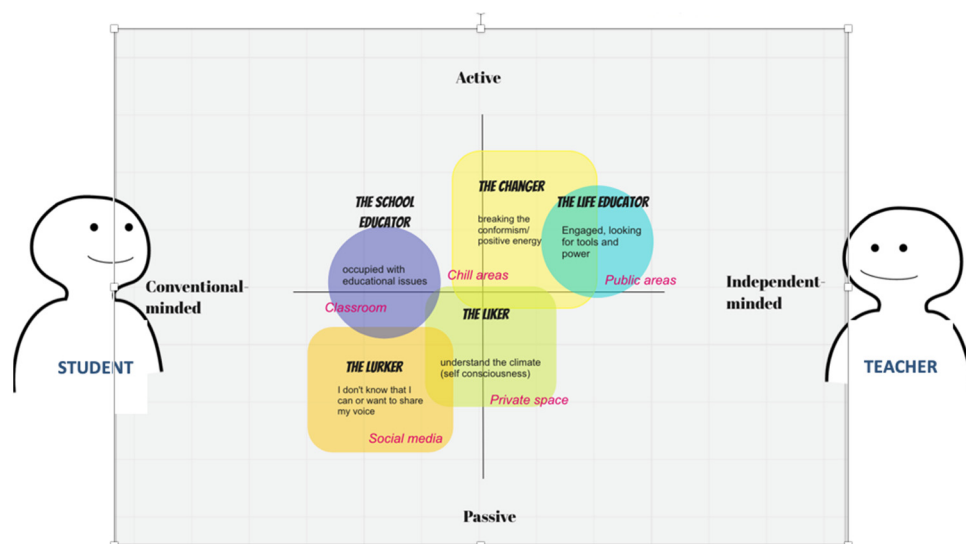 Active
THE CHANGER
breaking the
conformism/
positive energy
THE LIFE EDUCATOR
Engaged, looking
for tools and
power
THE SCHOOL
EDUCATOR
occupied with
educational issues
Chill areas
Public areas
Conventional-
minded
Independent-
minded
Classroom
THE LIKER
understand the climate
(self consciousness)
Private space
THE LURKER
I don't know that I
can or want to share
my voice
Social media
STUDENT
TEACHER
Passive